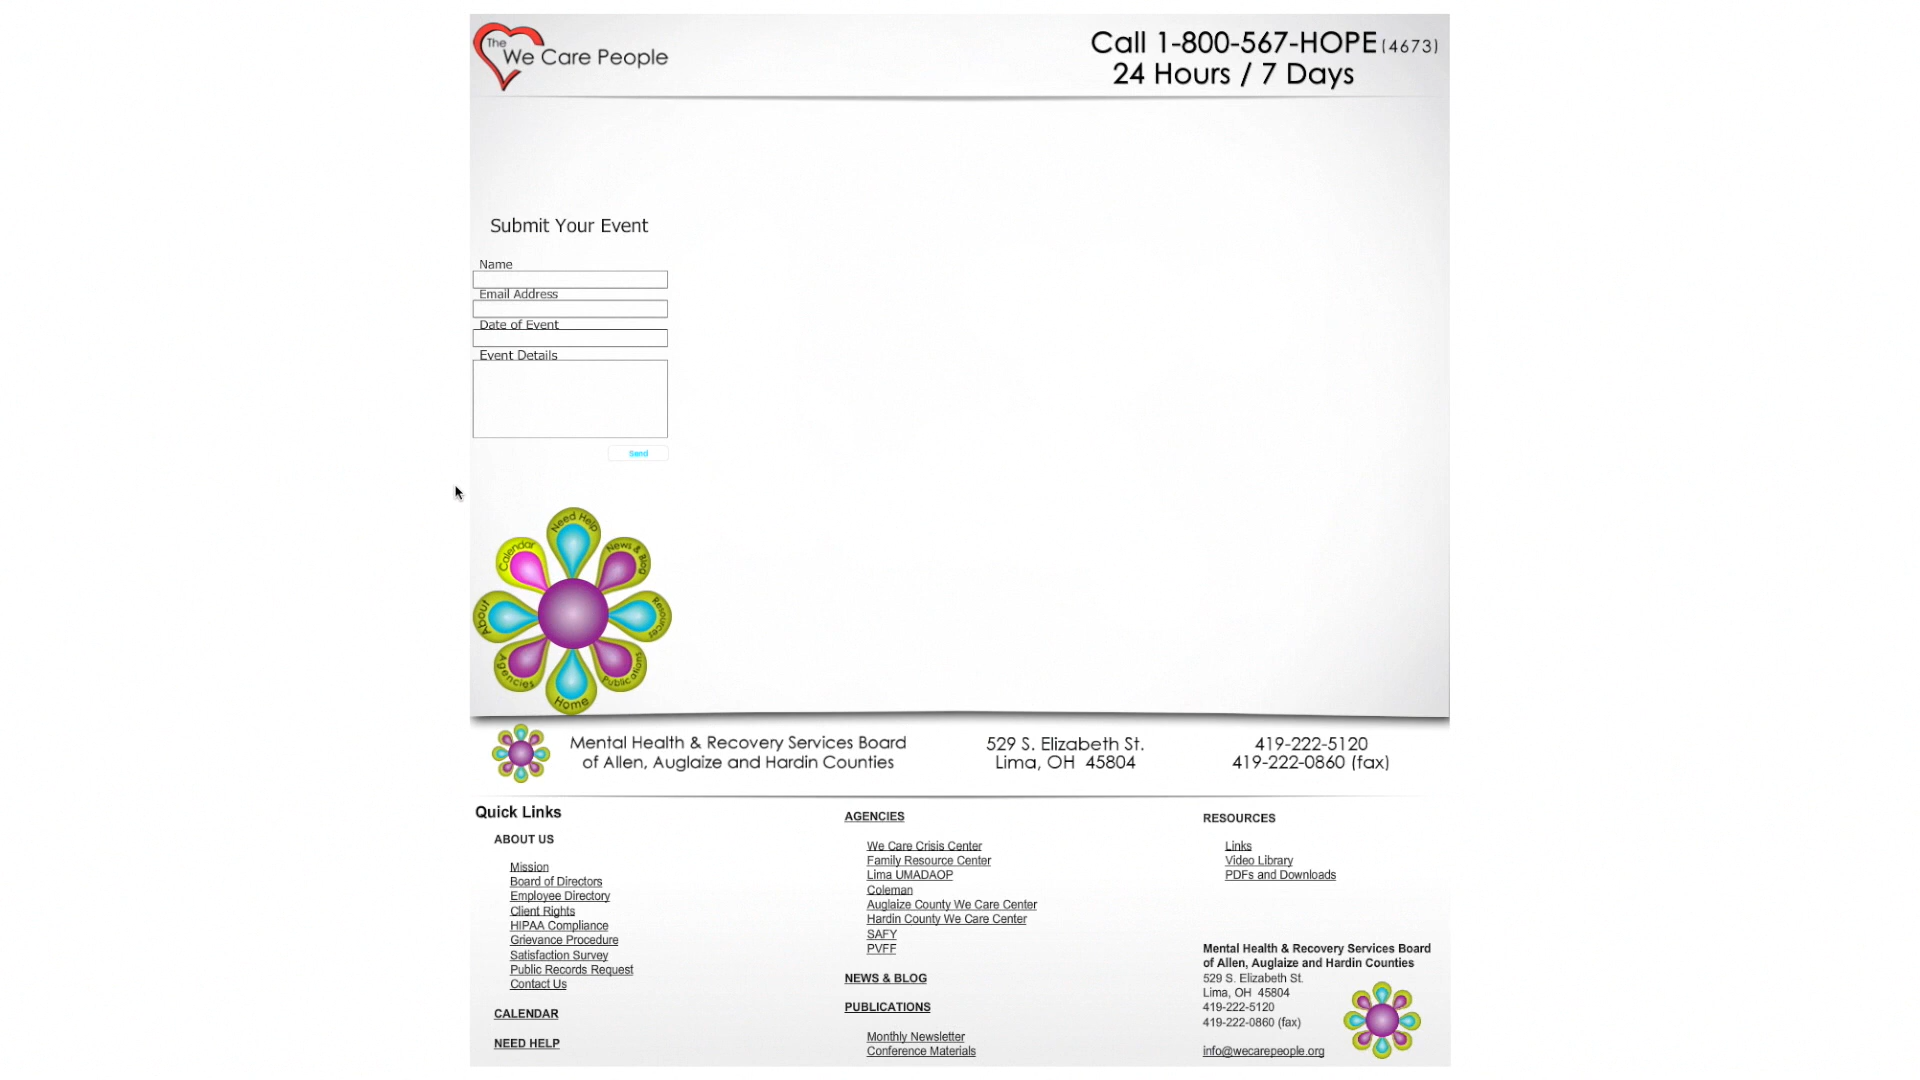 The
We Care People
Call 1-800-567-HOPE (4673)
24 Hours / 7 Days
Submit Your Event
Name
Email Address
Date of Event
Event Details
Send
Need Help
Calendar
News & Blog
About
Resources
Agencies
Publications
Home
Mental Health & Recovery Services Board
of Allen, Auglaize and Hardin Counties
529 S. Elizabeth St.
Lima, OH 45804
419-222-5120
419-222-0860 (fax)
Quick Links
ABOUT US
Mission
Board of Directors
Employee Directory
Client Rights
HIPAA Compliance
Grievance Procedure
Satisfaction Survey
Public Records Request
Contact Us
CALENDAR
NEED HELP
AGENCIES
We Care Crisis Center
Family Resource Center
Lima UMADAOP
Coleman
Auglaize County We Care Center
Hardin County We Care Center
SAFY
PVFF
NEWS & BLOG
PUBLICATIONS
Monthly Newsletter
Conference Materials
RESOURCES
Links
Video Library
PDFs and Downloads
Mental Health & Recovery Services Board
of Allen, Auglaize and Hardin Counties
529 S. Elizabeth St.
Lima, OH 45804
419-222-5120
419-222-0860 (fax)
info@wecarepeople.org